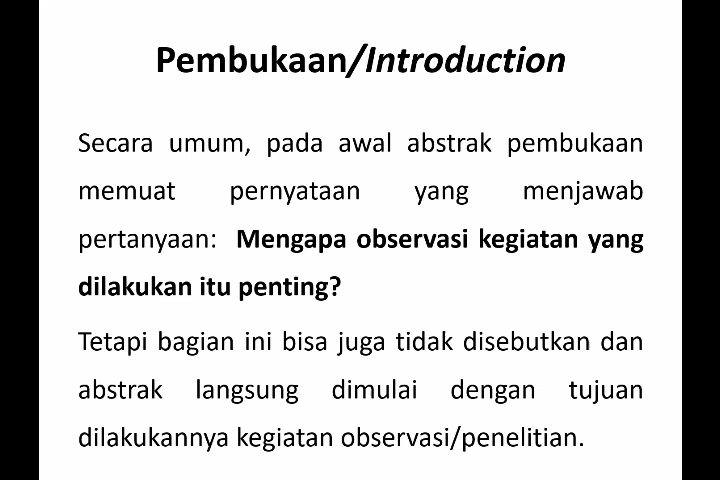 Pembukaan/Introduction
Secara umum, pada awal abstrak pembukaan
memuat pernyataan yang menjawab
pertanyaan: Mengapa observasi kegiatan yang
dilakukan itu penting?
Tetapi bagian ini bisa juga tidak disebutkan dan
abstrak langsung dimulai dengan tujuan
dilakukannya kegiatan observasi/penelitian.